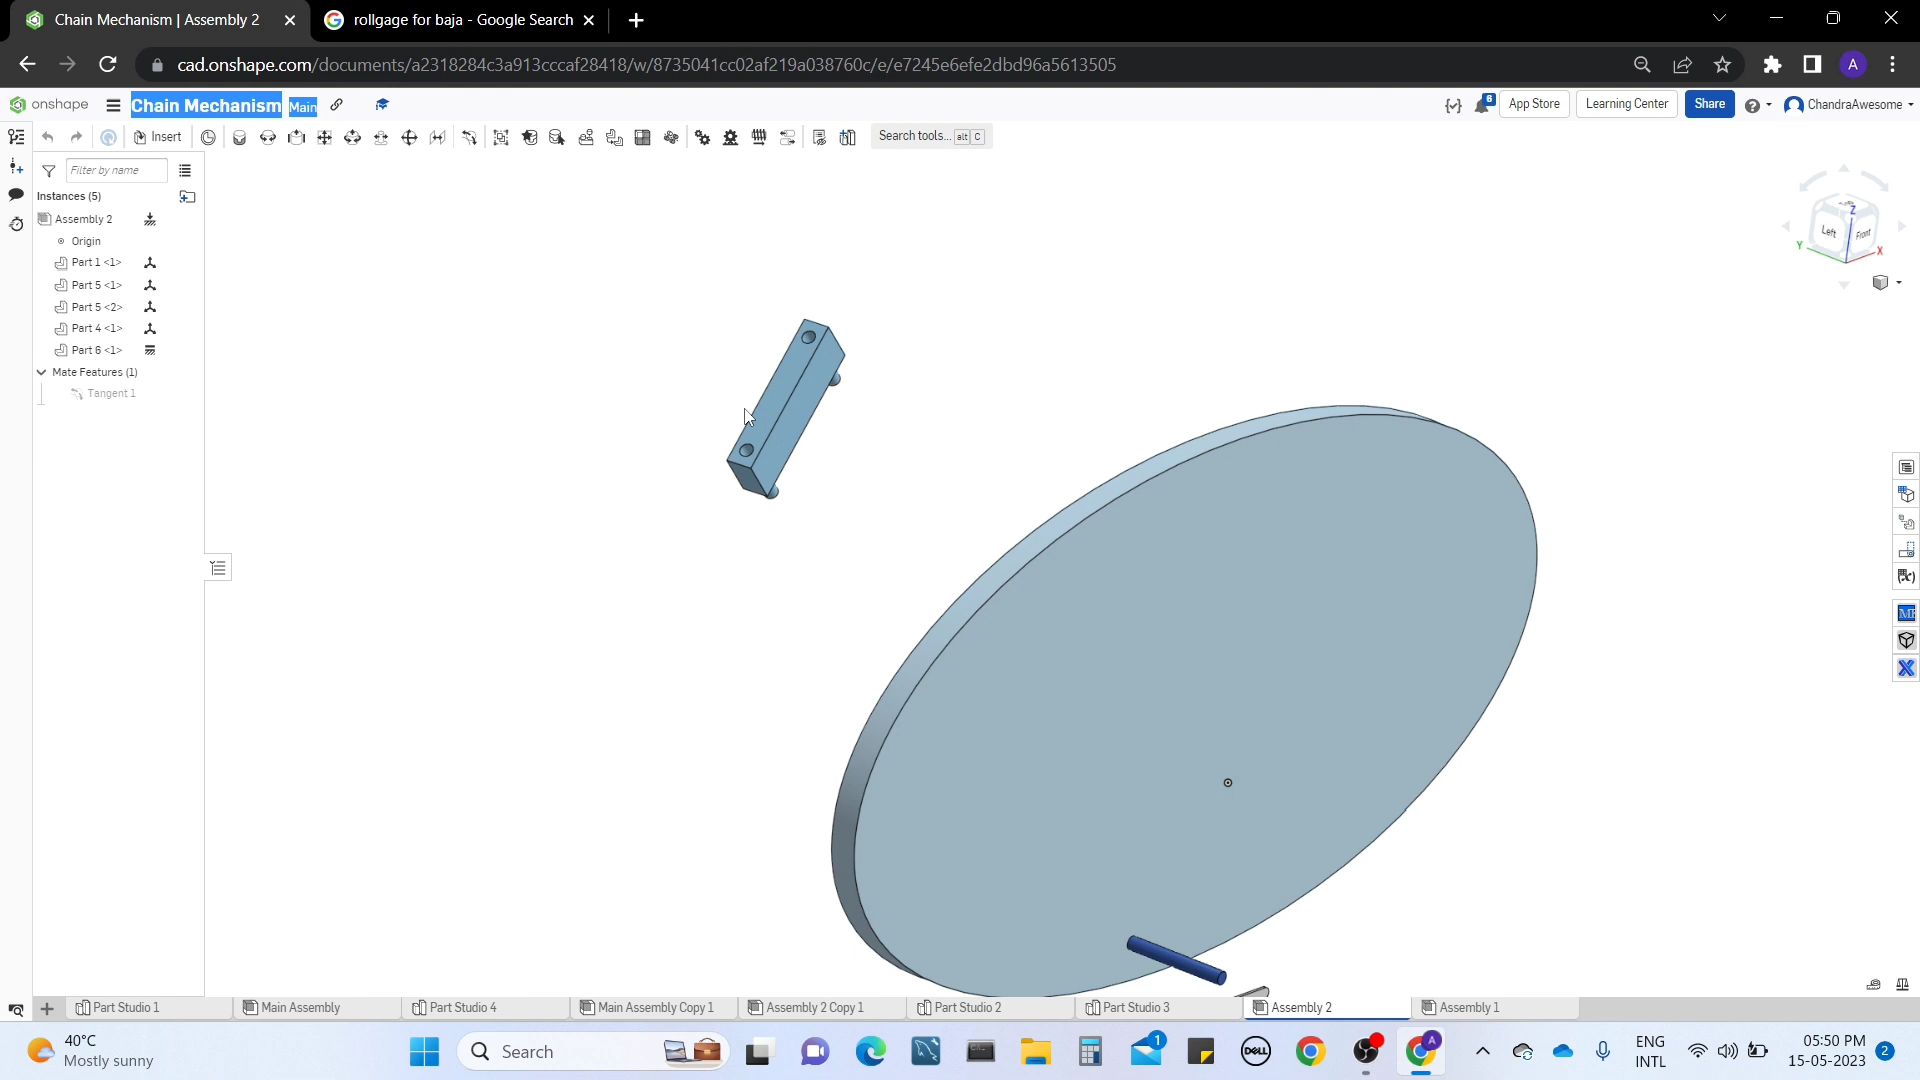 Chain Mechanism | Assembly 2
rollgage for baja - Google Search
cad.onshape.com/documents/a2318284c3a913cccaf28418/w/8735041cc02af219a038760c/e/e7245e6efe2dbd96a5613505
A
onshape
Chain Mechanism Main
6
App Store
Learning Center
Share
ChandraAwesome
Insert
Search tools... alt C
Filter by name
Instances (5)
Assembly 2
Origin
Part 1 <1>
Part 5 <1>
Part 5 <2>
Part 4 <1>
Part 6 <1>
Mate Features (1)
Tangent 1
Z
Left
Front
Y
X
Part Studio 1
Main Assembly
Part Studio 4
Main Assembly Copy 1
Assembly 2 Copy 1
Part Studio 2
Part Studio 3
Assembly 2
Assembly 1
40°C
Mostly sunny
Search
1
DELL
A
ENG
INTL
05:50 PM
15-05-2023
2